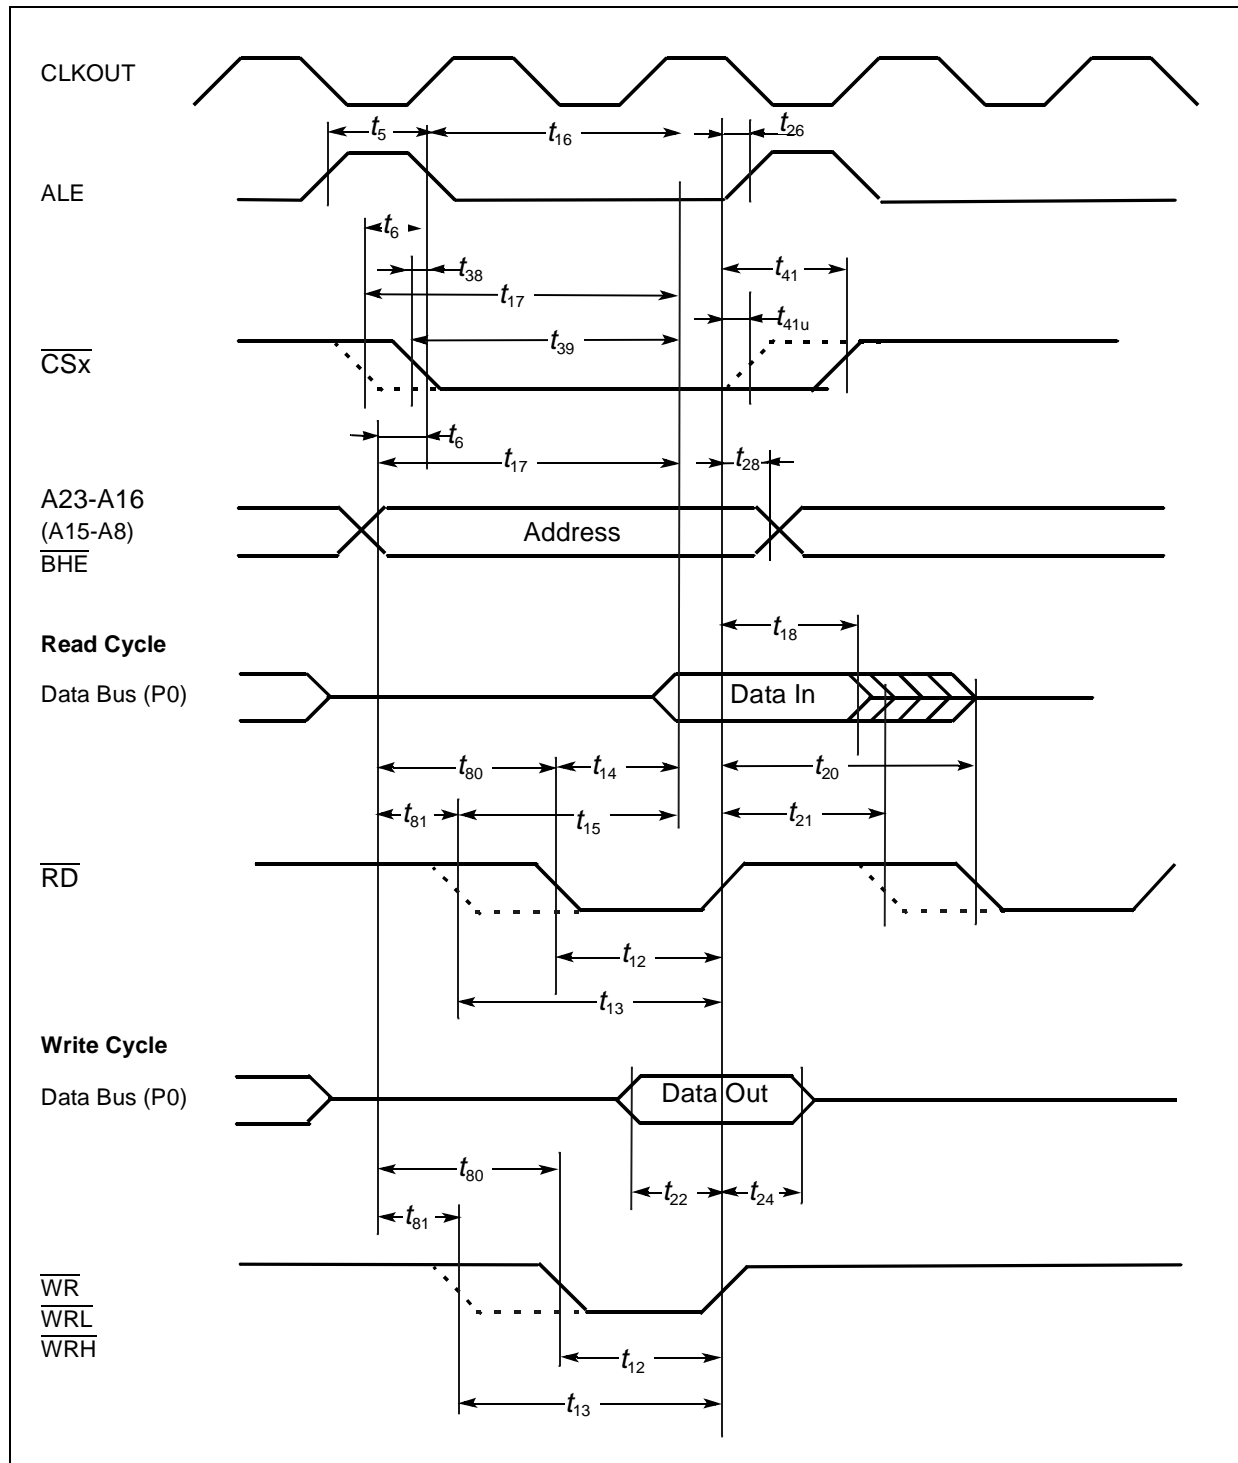 CLKOUT
t5
t16
t26
ALE
t6
t38
t41
t17
t41u
t39
CSx
t6
t17
t28
A23-A16
(A15-A8)
Address
BHE
t18
Read Cycle
Data Bus (P0)
Data In
t80
t14
t20
t81
t15
t21
RD
t12
t13
Write Cycle
Data Bus (P0)
Data Out
t80
t22
t24
t81
WR
WRL
WRH
t12
t13